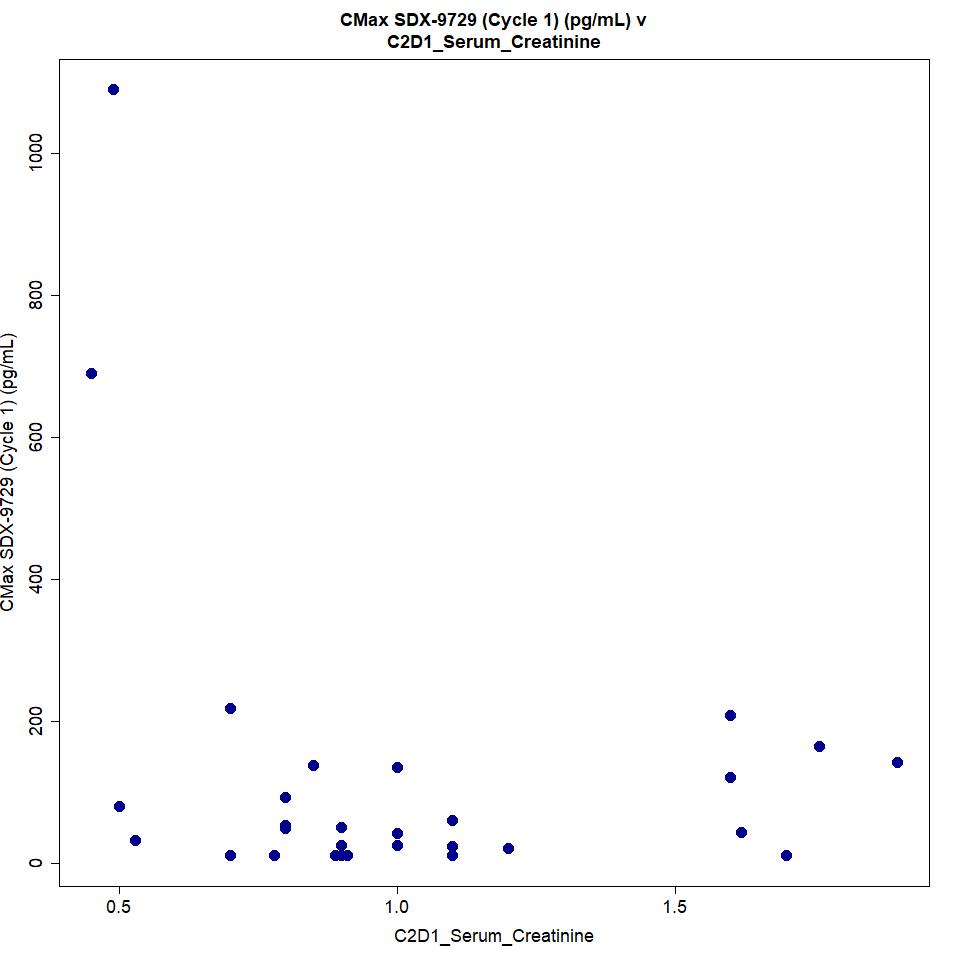 CMax SDX-9729 (Cycle 1) (pg/mL) v
C2D1_Serum_Creatinine
CMax SDX-9729 (Cycle 1) (pg/mL)
1000
800
600
400
200
0
0.5 1.0 1.5
C2D1_Serum_Creatinine